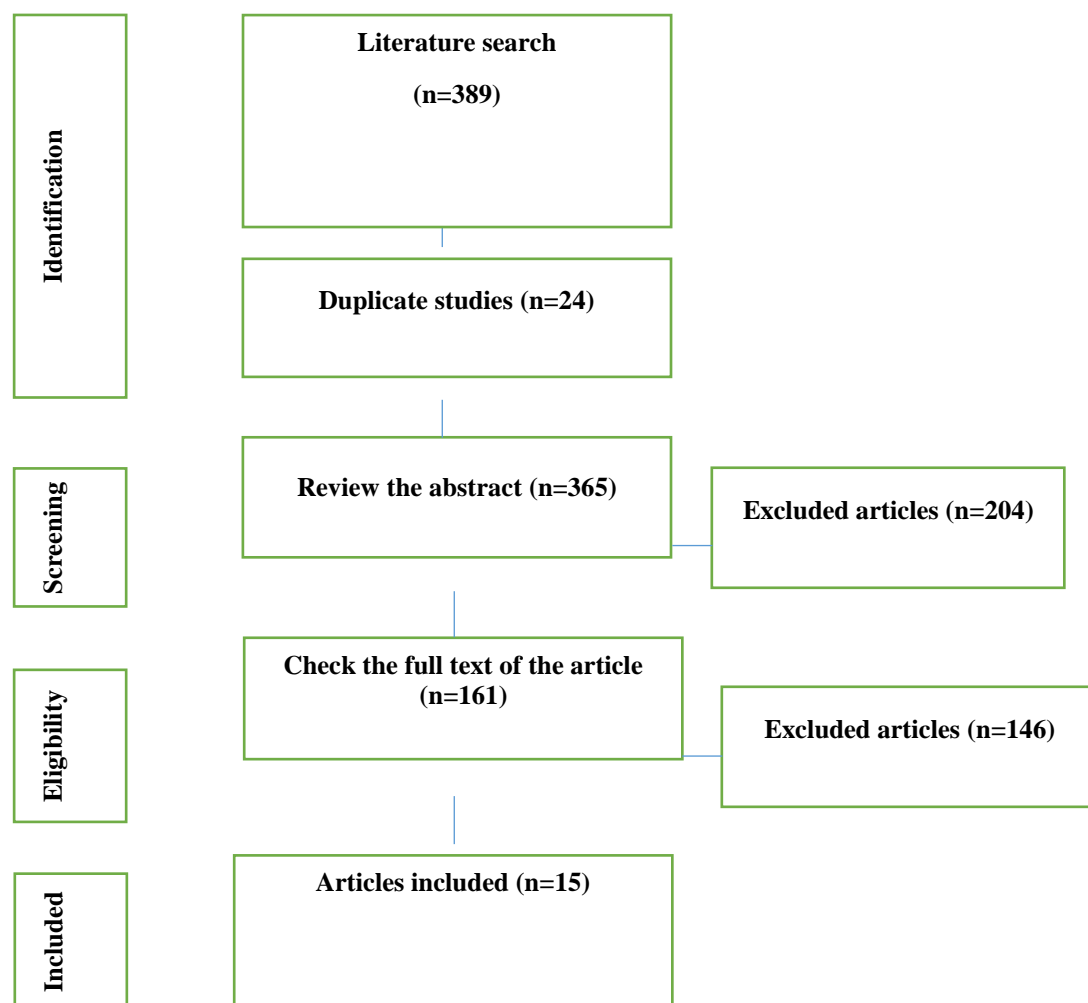 Identification
Literature search
(n=389)
Duplicate studies (n=24)
Screening
Review the abstract (n=365)
Excluded articles (n=204)
Eligibility
Check the full text of the article
(n=161)
Excluded articles (n=146)
Included
Articles included (n=15)